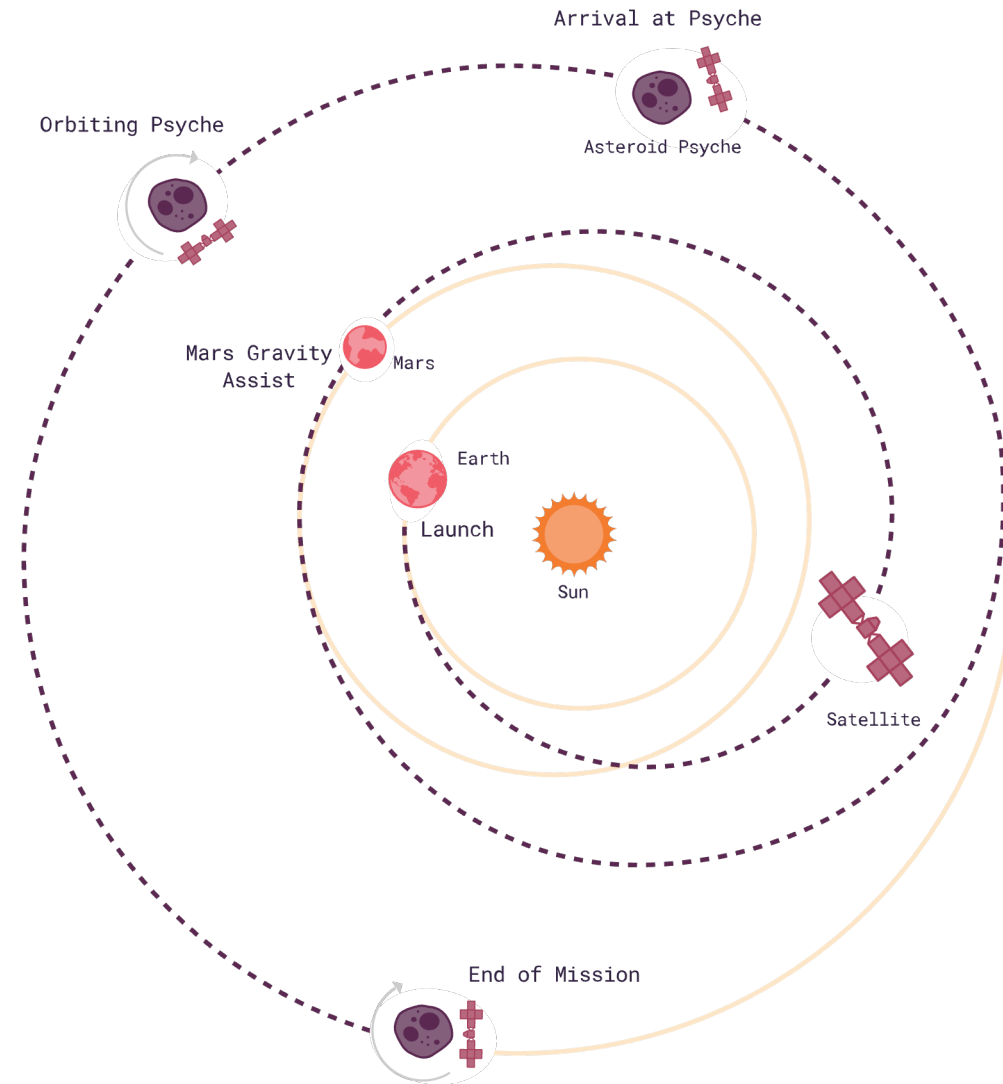 Arrival at Psyche
Orbiting Psyche
Asteroid Psyche
Mars Gravity
Assist
Mars
Earth
Launch
Sun
Satellite
End of Mission